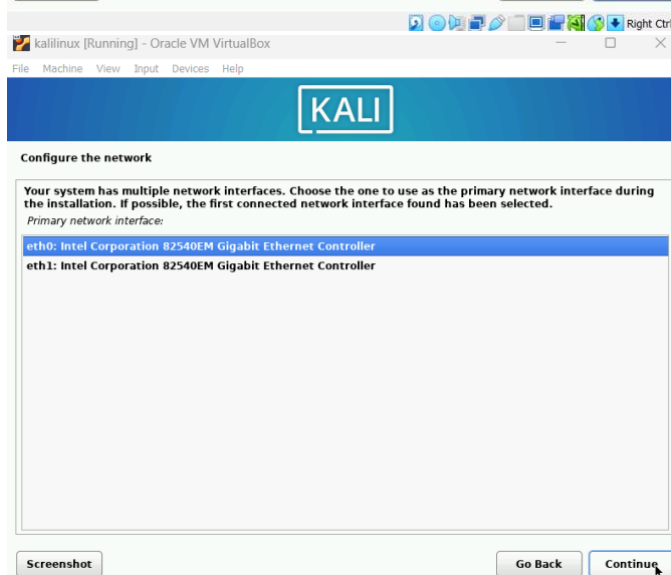 Right Ctrl
kalilinux [Running] - Oracle VM VirtualBox
File Machine View Input Devices Help
KALI
Configure the network
Your system has multiple network interfaces. Choose the one to use as the primary network interface during
the installation. If possible, the first connected network interface found has been selected.
Primary network interface:
eth0: Intel Corporation 82540EM Gigabit Ethernet Controller
eth1: Intel Corporation 82540EM Gigabit Ethernet Controller
Screenshot Go Back Continue